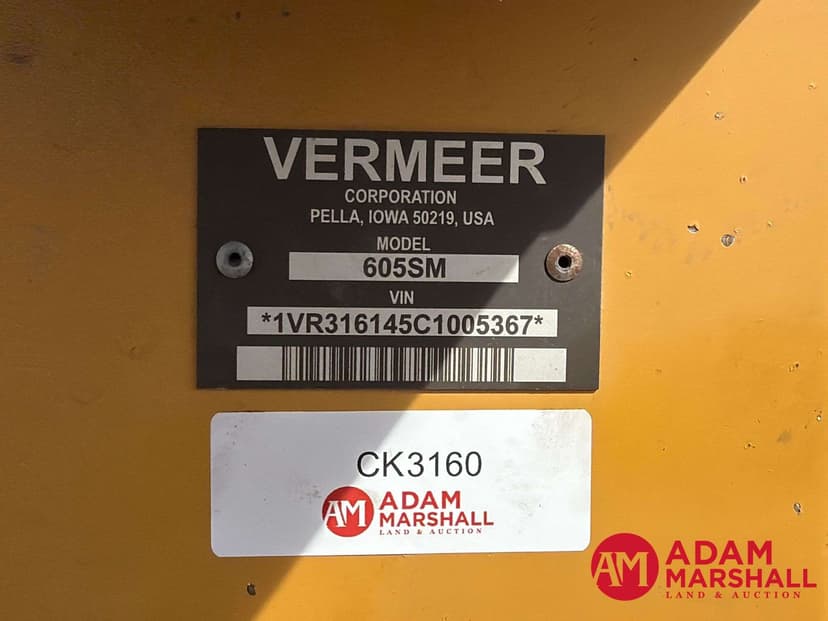 VERMEER
CORPORATION
PELLA, IOWA 50219, USA
MODEL
605SM
VIN
*1VR316145C1005367*
CK3160
AM ADAM
MARSHALL
LAND & AUCTION
AM ADAM
MARSHALL
LAND & AUCTION